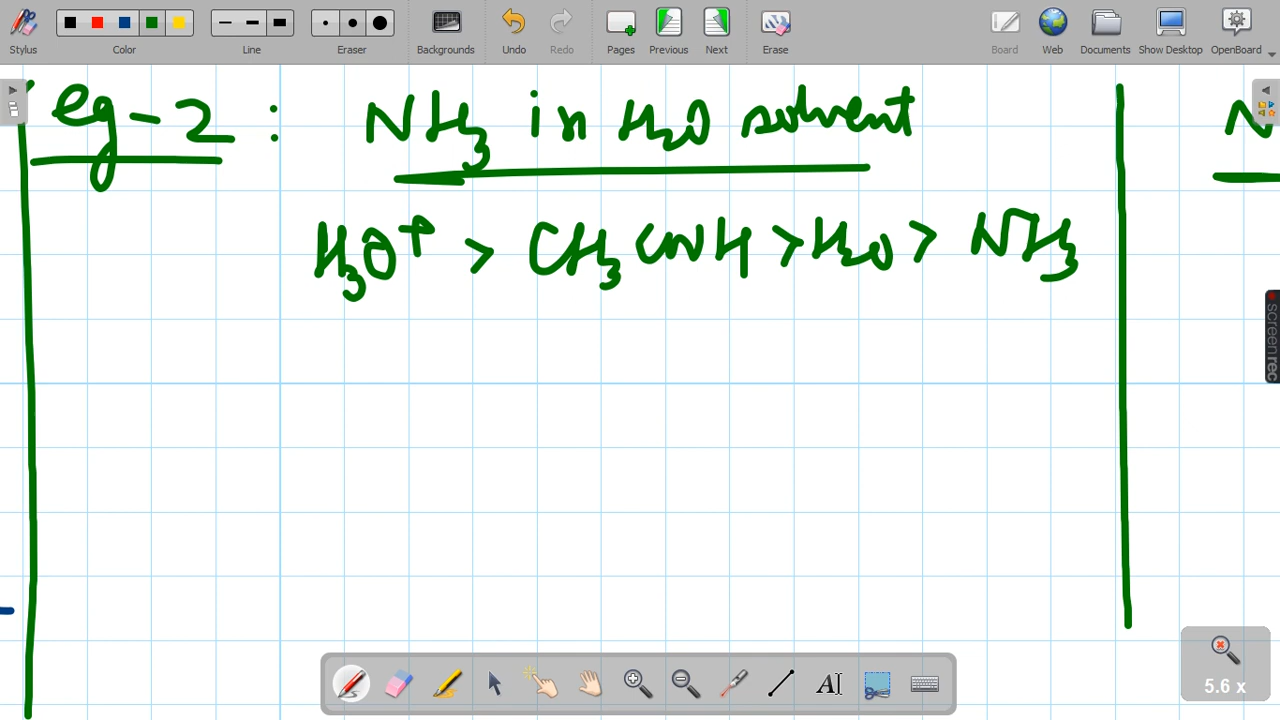 Stylus
Color
Line
Eraser
Backgrounds
Undo
Redo
Pages
Previous
Next
Erase
Board
Web
Documents
Show Desktop
OpenBoard
eg-2 : NH3 in H2O solvent
N
H3O+ > CH3COOH > H2O > NH3
screenrec
5.6 x